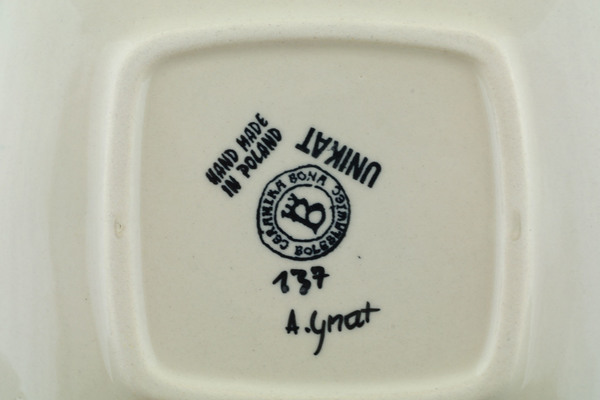 HAND MADE
IN POLAND
UNIKAT
CERAMIKA BONA BOLESŁAWIEC
B
137
A. Gnat